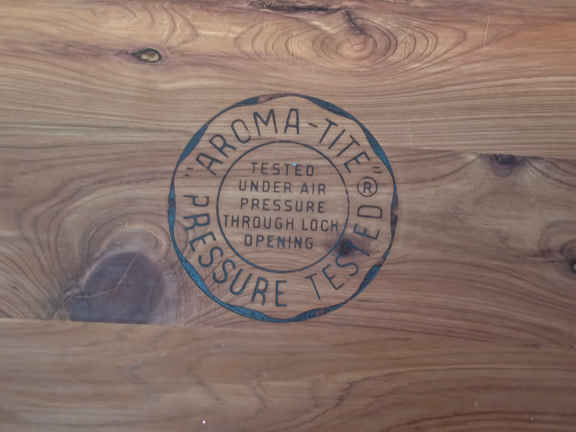 "AROMA-TITE"®
PRESSURE TESTED
TESTED
UNDER AIR
PRESSURE
THROUGH LOCK
OPENING